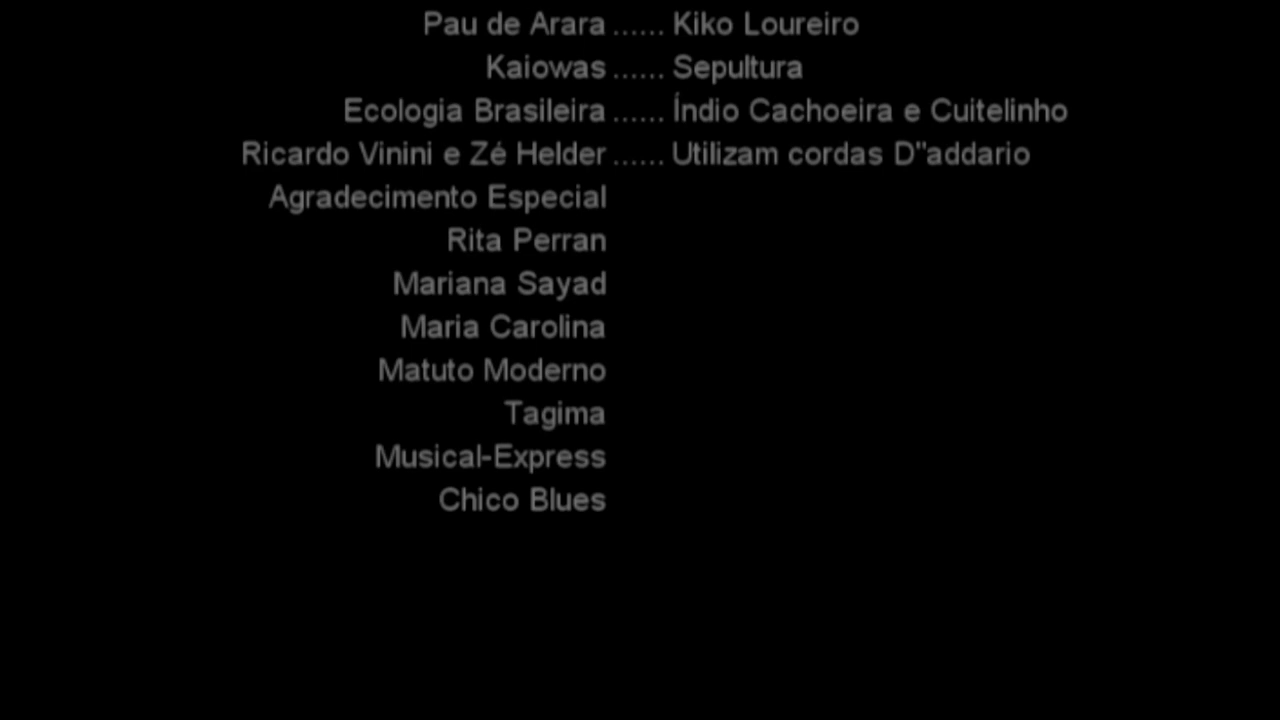 Pau de Arara ...... Kiko Loureiro
Kaiowas ...... Sepultura
Ecologia Brasileira ...... Índio Cachoeira e Cuitelinho
Ricardo Vinini e Zé Helder ...... Utilizam cordas D"addario
Agradecimento Especial
Rita Perran
Mariana Sayad
Maria Carolina
Matuto Moderno
Tagima
Musical-Express
Chico Blues